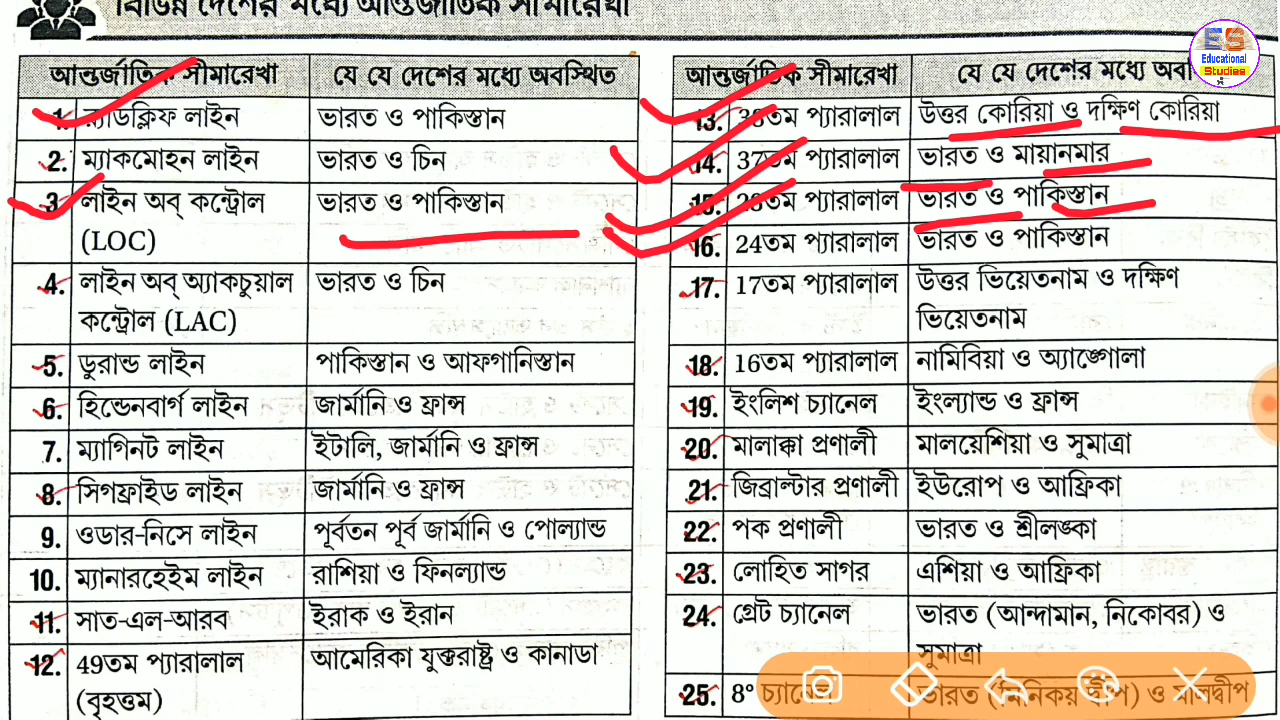 বিভিন্ন দেশের মধ্যে আন্তর্জাতিক সীমারেখা
ES
Educational
Studies
আন্তর্জাতিক সীমারেখা যে যে দেশের মধ্যে অবস্থিত
1. র‍্যাডক্লিফ লাইন ভারত ও পাকিস্তান
2. ম্যাকমোহন লাইন ভারত ও চিন
3. লাইন অব্ কন্ট্রোল ভারত ও পাকিস্তান
(LOC)
4. লাইন অব্ অ্যাকচুয়াল ভারত ও চিন
কন্ট্রোল (LAC)
5. ডুরান্ড লাইন পাকিস্তান ও আফগানিস্তান
6. হিন্ডেনবার্গ লাইন জার্মানি ও ফ্রান্স
7. ম্যাগিনট লাইন ইটালি, জার্মানি ও ফ্রান্স
8. সিগফ্রাইড লাইন জার্মানি ও ফ্রান্স
9. ওডার-নিসে লাইন পূর্বতন পূর্ব জার্মানি ও পোল্যান্ড
10. ম্যানারহেইম লাইন রাশিয়া ও ফিনল্যান্ড
11. সাত-এল-আরব ইরাক ও ইরান
12. 49তম প্যারালাল আমেরিকা যুক্তরাষ্ট্র ও কানাডা
(বৃহত্তম)
আন্তর্জাতিক সীমারেখা যে যে দেশের মধ্যে
13. 38তম প্যারালাল উত্তর কোরিয়া ও দক্ষিণ কোরিয়া
14. 37তম প্যারালাল ভারত ও মায়ানমার
15. প্যারালাল ভারত ও পাকিস্তান
16. 24তম প্যারালাল ভারত ও পাকিস্তান
17. 17তম প্যারালাল উত্তর ভিয়েতনাম ও দক্ষিণ
ভিয়েতনাম
18. 16তম প্যারালাল নামিবিয়া ও অ্যাঙ্গোলা
19. ইংলিশ চ্যানেল ইংল্যান্ড ও ফ্রান্স
20. মালাক্কা প্রণালী মালয়েশিয়া ও সুমাত্রা
21. জিব্রাল্টার প্রণালী ইউরোপ ও আফ্রিকা
22. পক প্রণালী ভারত ও শ্রীলঙ্কা
23. লোহিত সাগর এশিয়া ও আফ্রিকা
24. গ্রেট চ্যানেল ভারত (আন্দামান, নিকোবর) ও
সুমাত্রা
25. 8° চ্যানেল ভারত (মিনিকয় দ্বীপ) ও মালদ্বীপ